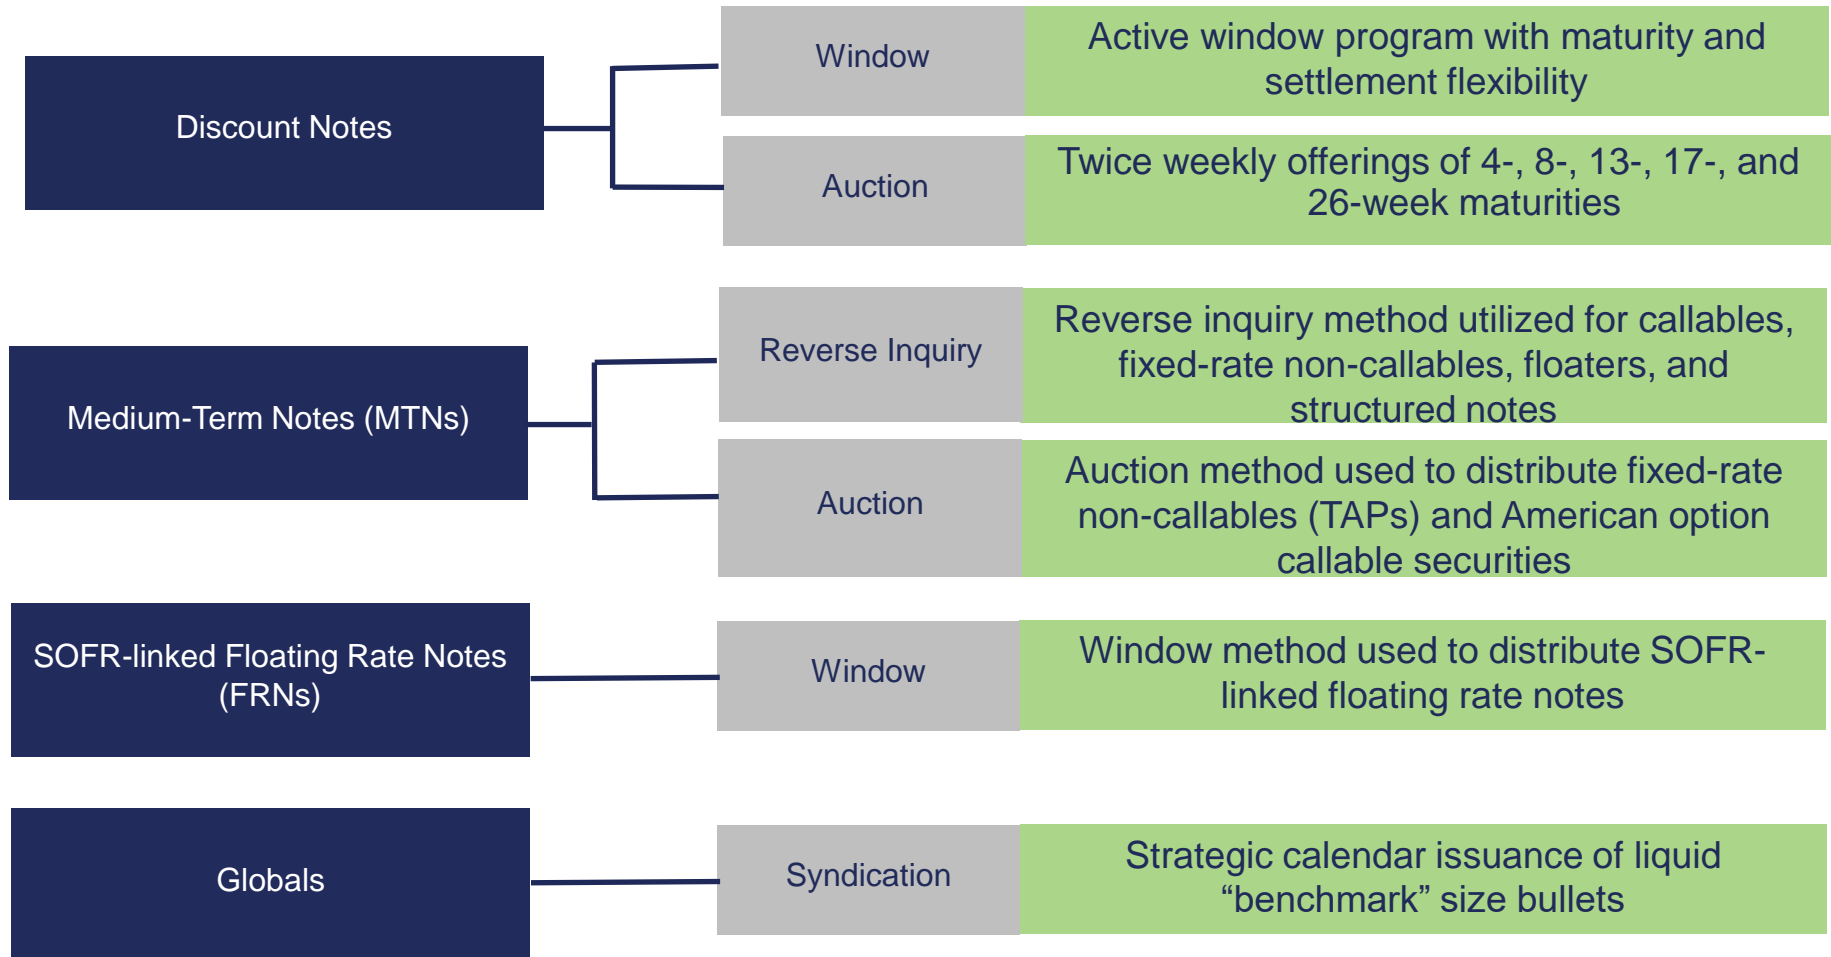 Discount Notes
Window
Active window program with maturity and
settlement flexibility
Auction
Twice weekly offerings of 4-, 8-, 13-, 17-, and
26-week maturities
Medium-Term Notes (MTNs)
Reverse Inquiry
Reverse inquiry method utilized for callables,
fixed-rate non-callables, floaters, and
structured notes
Auction
Auction method used to distribute fixed-rate
non-callables (TAPs) and American option
callable securities
SOFR-linked Floating Rate Notes
(FRNs)
Window
Window method used to distribute SOFR-
linked floating rate notes
Globals
Syndication
Strategic calendar issuance of liquid
“benchmark” size bullets